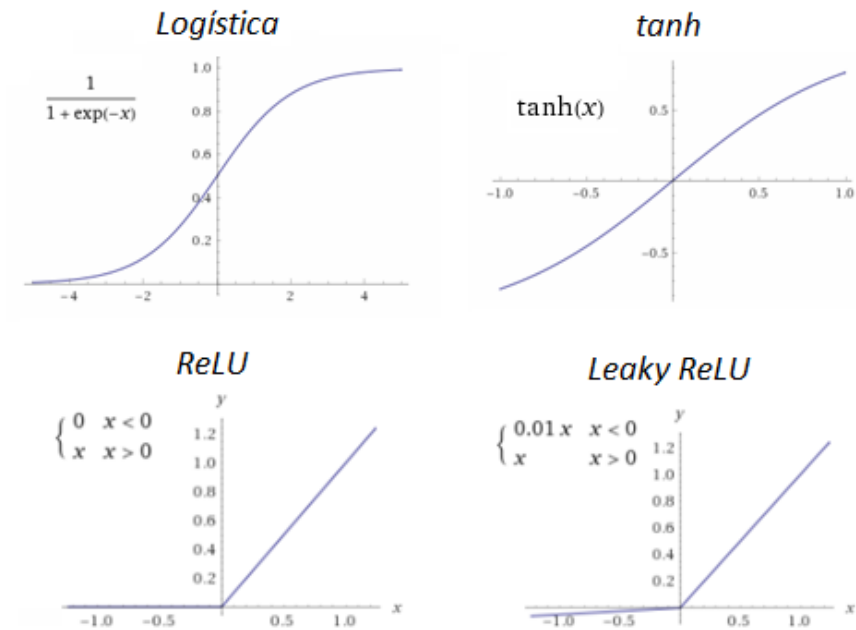 Logística
1
1 + exp(-x)
1.0
0.8
0.6
0.4
0.2
-4 -2 2 4
tanh
tanh(x)
0.5
-1.0 -0.5 0.5 1.0
-0.5
ReLU
y
{ 0 x < 0
x x > 0
1.2
1.0
0.8
0.6
0.4
0.2
-1.0 -0.5 0.5 1.0 x
Leaky ReLU
y
{ 0.01 x x < 0
x x > 0
1.2
1.0
0.8
0.6
0.4
0.2
-1.0 -0.5 0.5 1.0 x